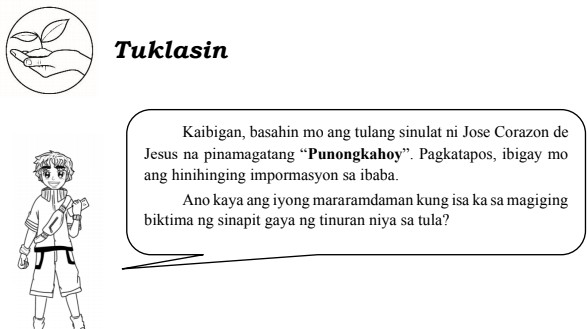 Tuklasin
Kaibigan, basahin mo ang tulang sinulat ni Jose Corazon de
Jesus na pinamagatang “Punongkahoy”. Pagkatapos, ibigay mo
ang hinihinging impormasyon sa ibaba.
Ano kaya ang iyong mararamdaman kung isa ka sa magiging
biktima ng sinapit gaya ng tinuran niya sa tula?